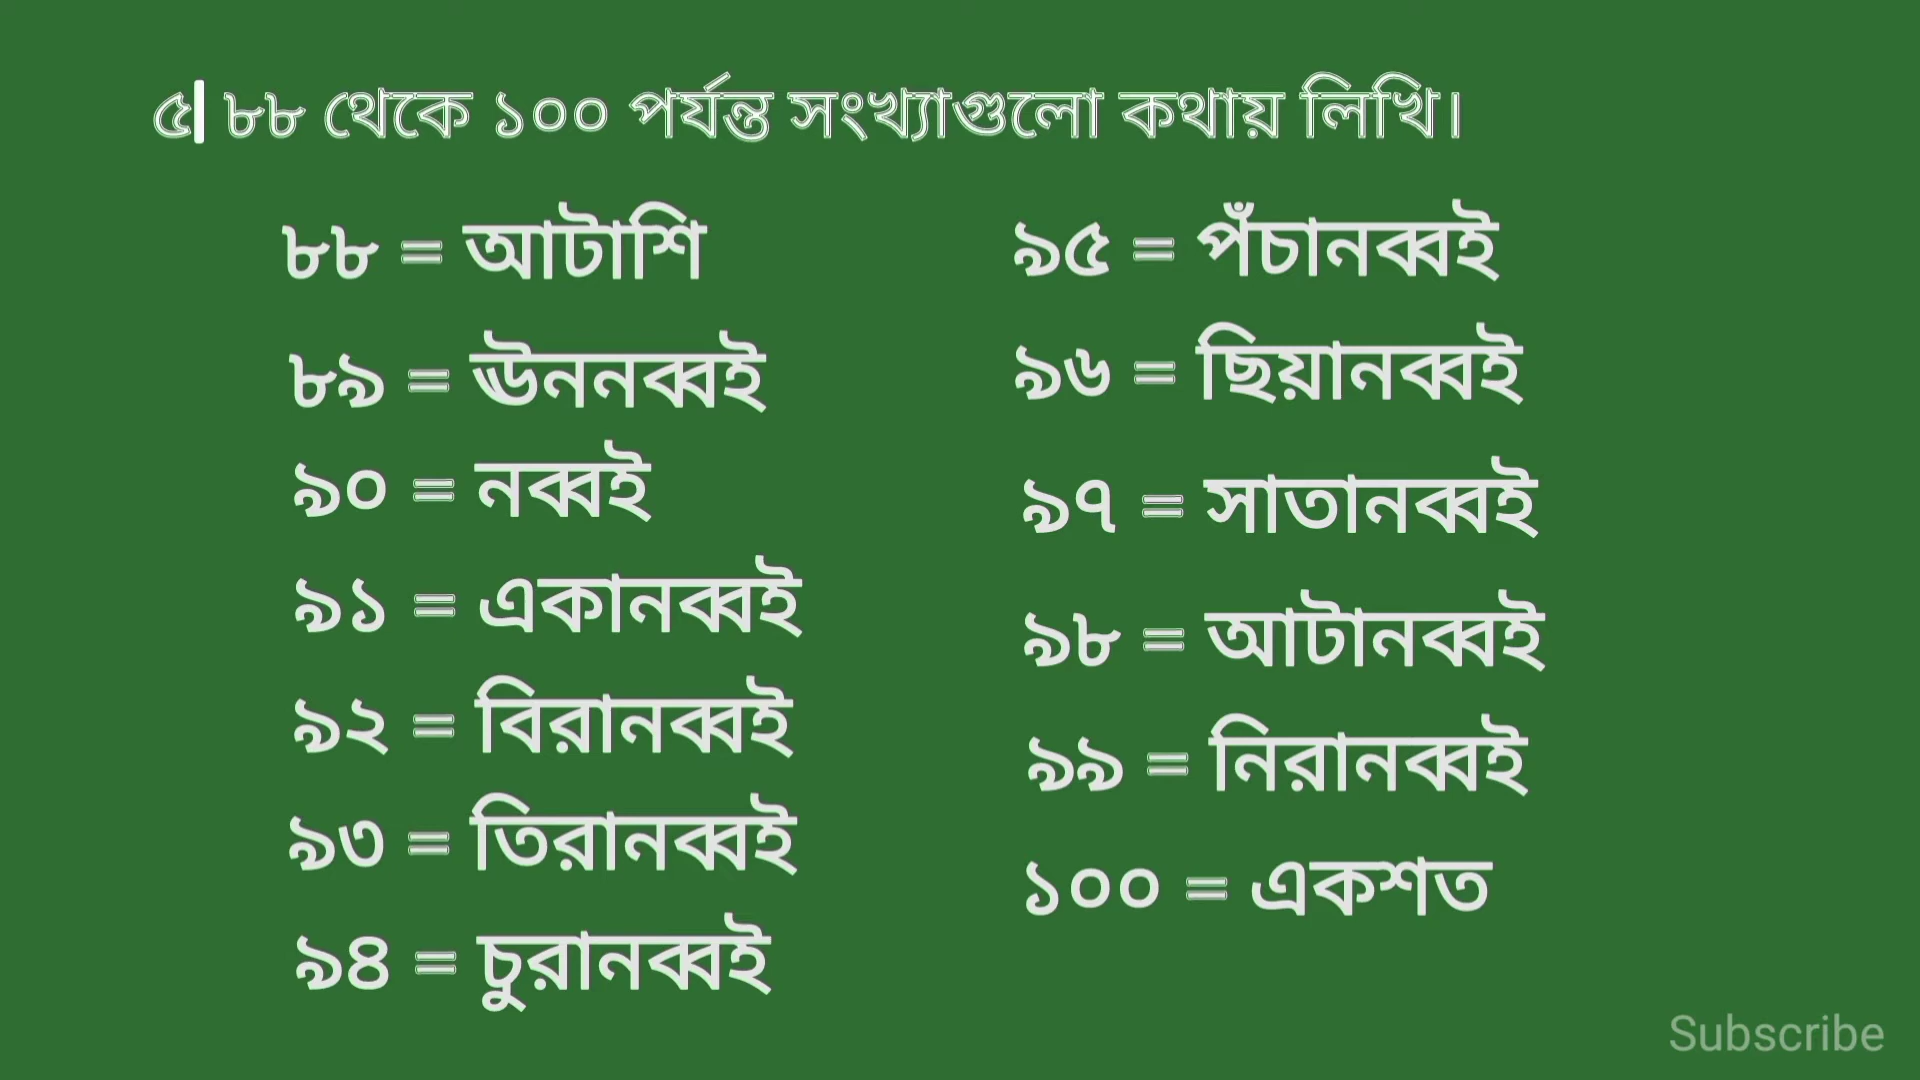 ৫| ৮৮ থেকে ১০০ পর্যন্ত সংখ্যাগুলো কথায় লিখি।
৮৮ = আটাশি
৮৯ = ঊননব্বই
৯০ = নব্বই
৯১ = একানব্বই
৯২ = বিরানব্বই
৯৩ = তিরানব্বই
৯৪ = চুরানব্বই
৯৫ = পঁচানব্বই
৯৬ = ছিয়ানব্বই
৯৭ = সাতানব্বই
৯৮ = আটানব্বই
৯৯ = নিরানব্বই
১০০ = একশত
Subscribe